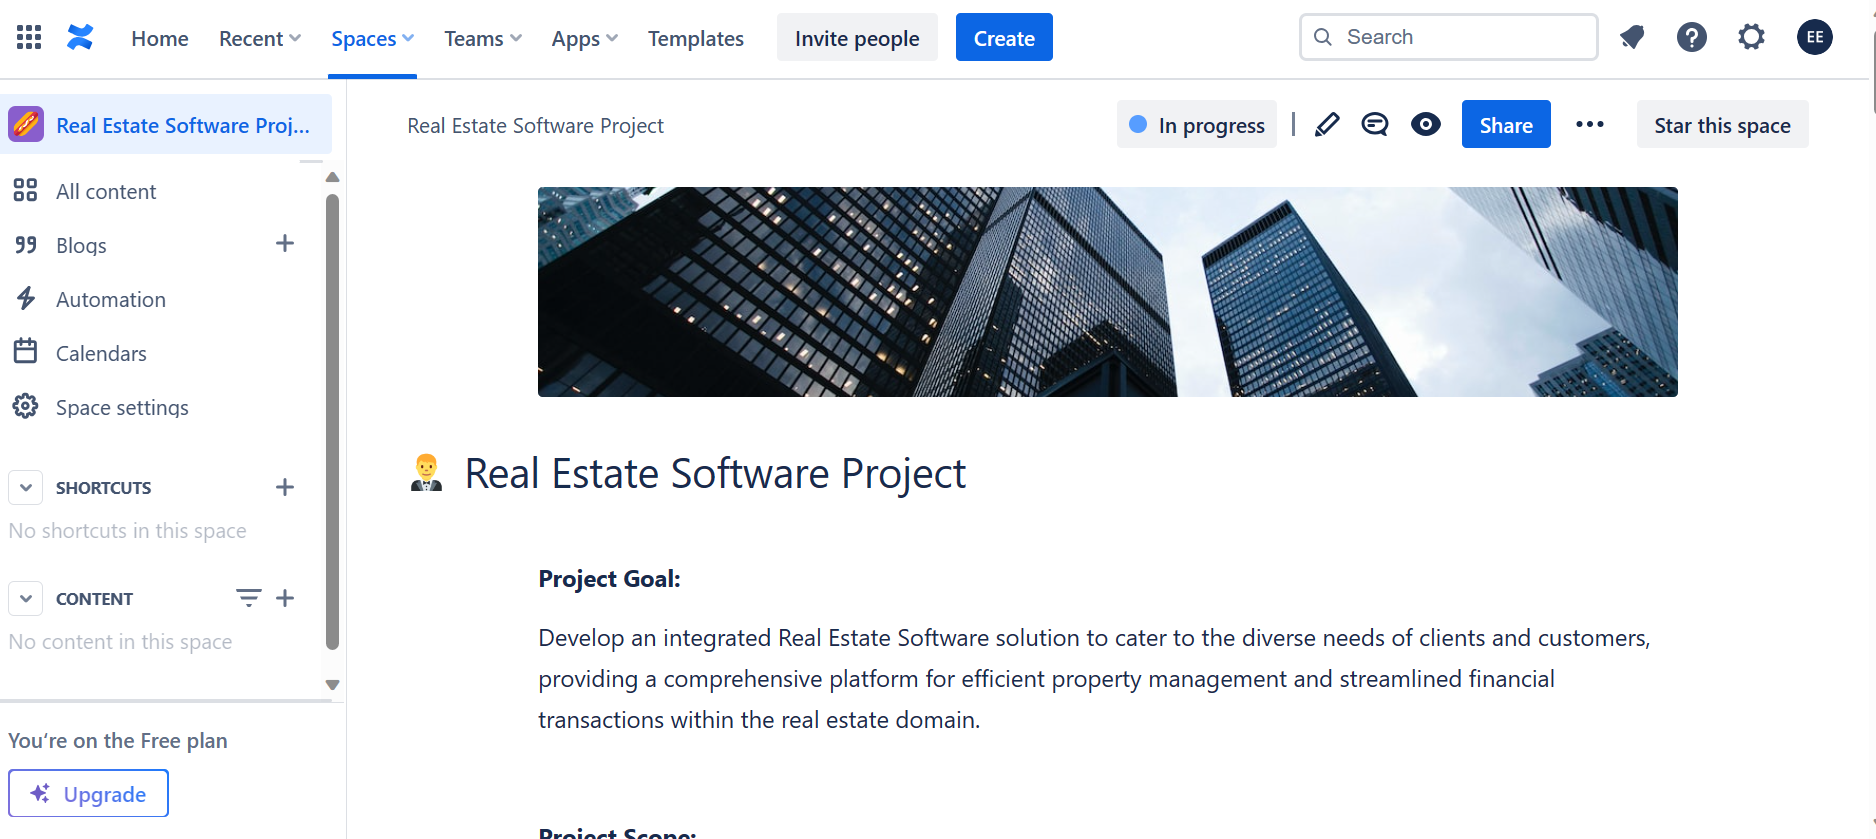 Home Recent Spaces Teams Apps Templates Invite people Create Search EE
Real Estate Software Proj...
All content
Blogs
Automation
Calendars
Space settings
SHORTCUTS
No shortcuts in this space
CONTENT
No content in this space
You're on the Free plan
Upgrade
Real Estate Software Project In progress Share Star this space
Real Estate Software Project
Project Goal:
Develop an integrated Real Estate Software solution to cater to the diverse needs of clients and customers,
providing a comprehensive platform for efficient property management and streamlined financial
transactions within the real estate domain.
Project Scope: